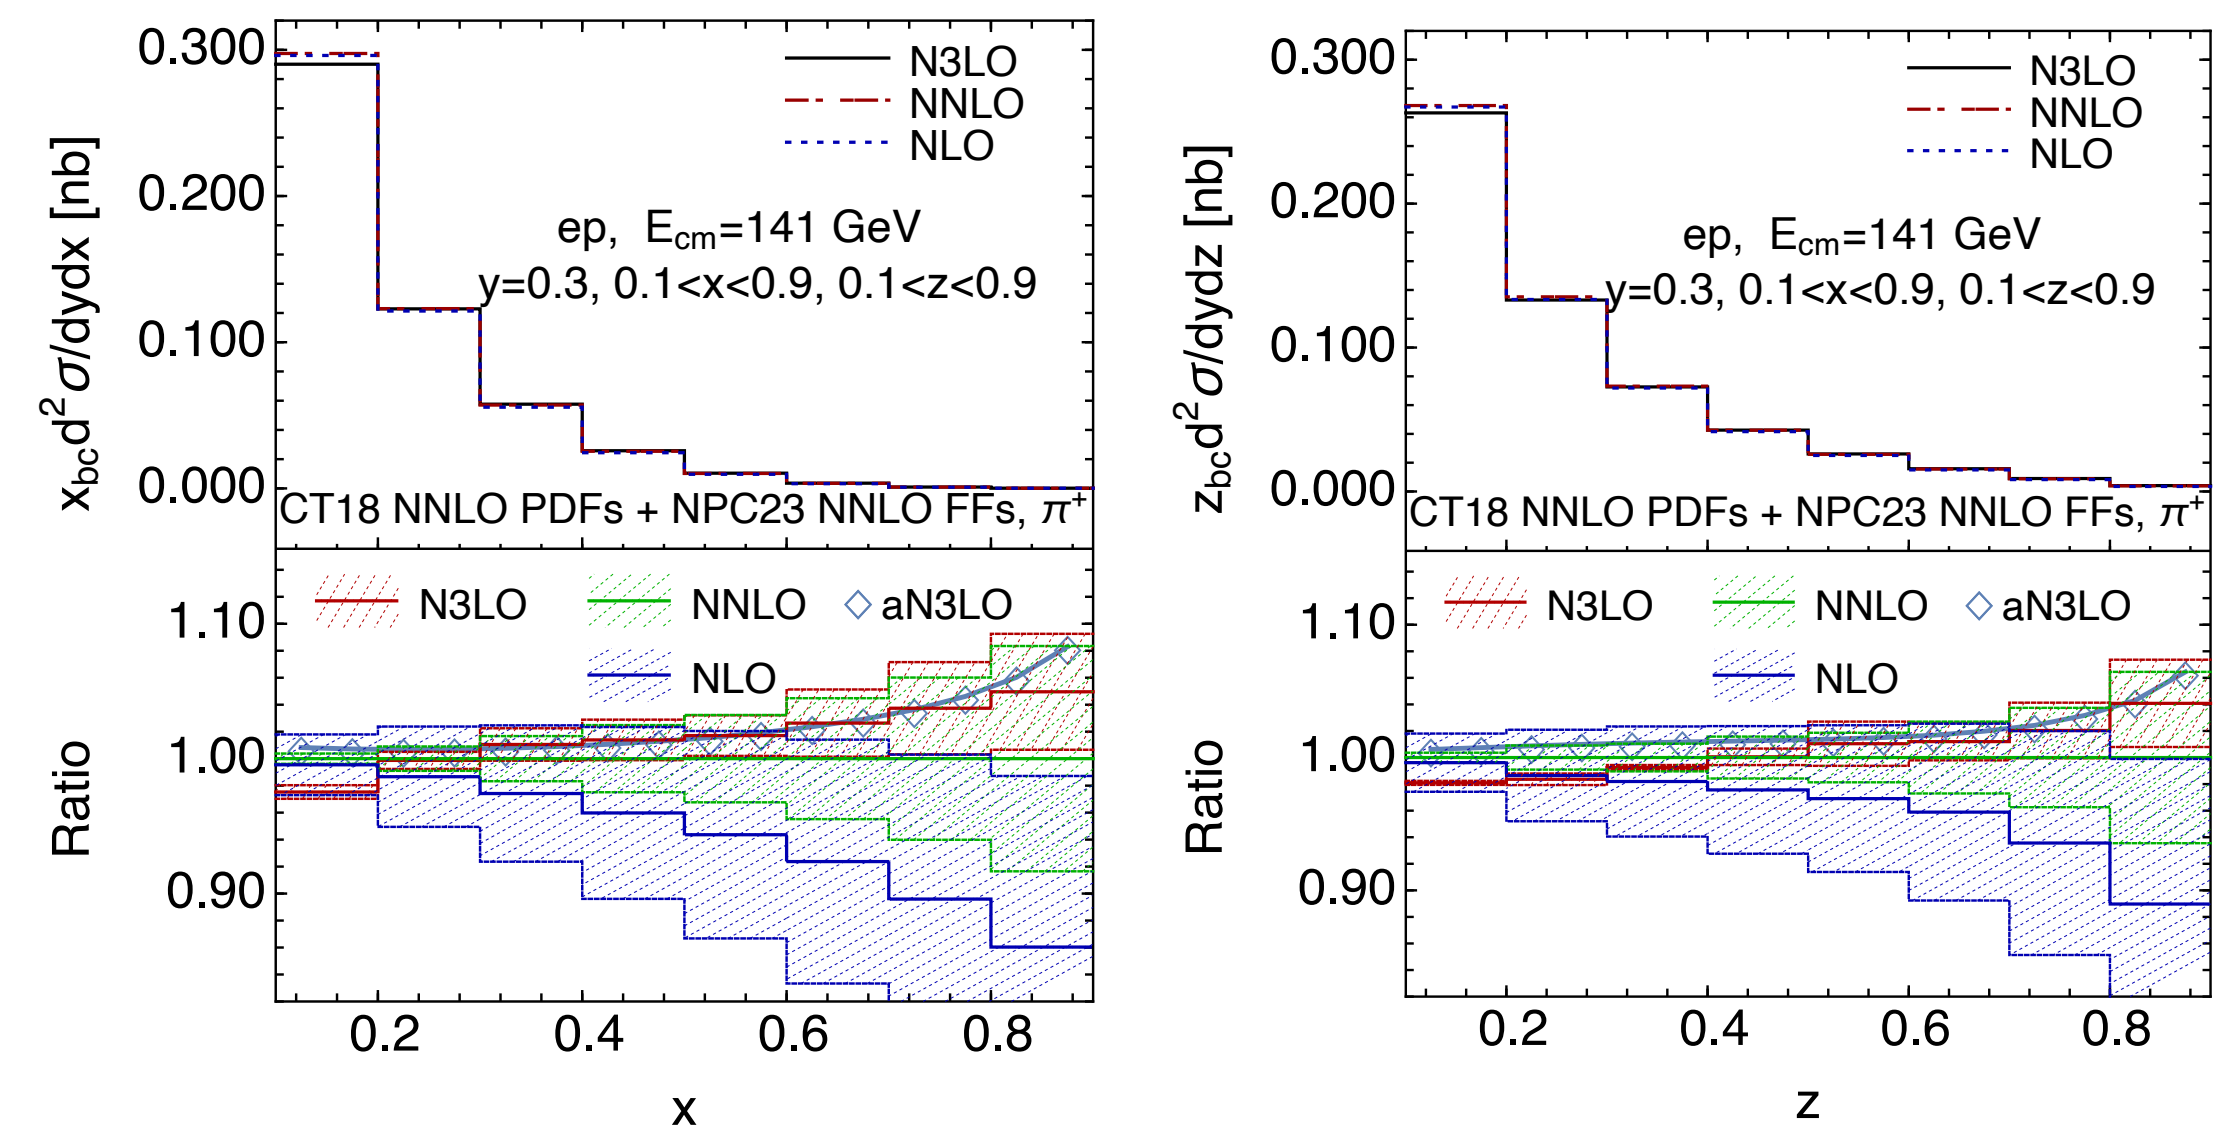 0.300
0.200
0.100
0.000
x_bc d² σ/dydx [nb]
N3LO
NNLO
NLO
ep, E_cm=141 GeV
y=0.3, 0.1<x<0.9, 0.1<z<0.9
CT18 NNLO PDFs + NPC23 NNLO FFs, π⁺
N3LO
NNLO
aN3LO
NLO
1.10
1.00
0.90
Ratio
0.2
0.4
0.6
0.8
x
0.300
0.200
0.100
0.000
z_bc d² σ/dydz [nb]
N3LO
NNLO
NLO
ep, E_cm=141 GeV
y=0.3, 0.1<x<0.9, 0.1<z<0.9
CT18 NNLO PDFs + NPC23 NNLO FFs, π⁺
N3LO
NNLO
aN3LO
NLO
1.10
1.00
0.90
Ratio
0.2
0.4
0.6
0.8
z